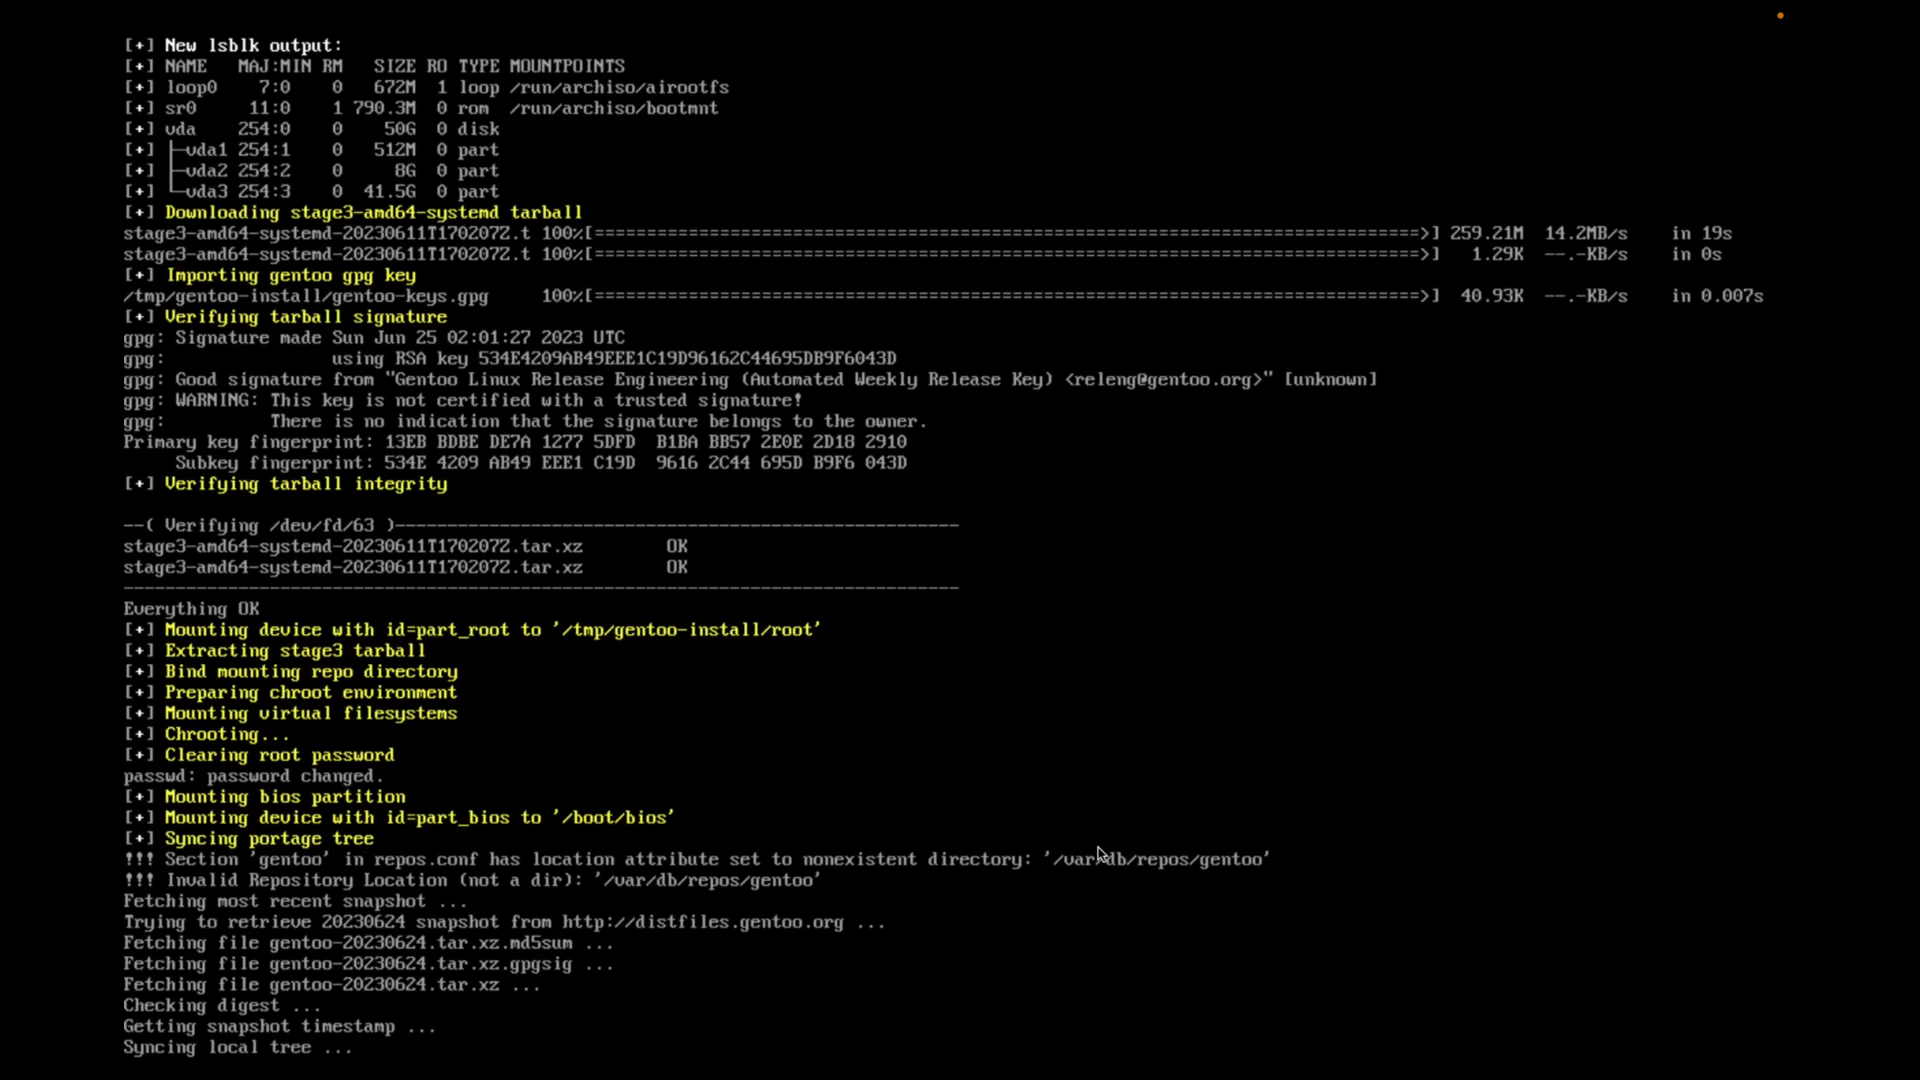 [+] New lsblk output:
[+] NAME   MAJ:MIN RM   SIZE RO TYPE MOUNTPOINTS
[+] loop0    7:0    0   672M  1 loop /run/archiso/airootfs
[+] sr0     11:0    1 790.3M  0 rom  /run/archiso/bootmnt
[+] vda    254:0    0    50G  0 disk
[+] ├─vda1 254:1    0   512M  0 part
[+] ├─vda2 254:2    0     8G  0 part
[+] └─vda3 254:3    0  41.5G  0 part
[+] Downloading stage3-amd64-systemd tarball
stage3-amd64-systemd-20230611T170207Z.t 100%[===============================================================================>] 259.21M  14.2MB/s    in 19s
stage3-amd64-systemd-20230611T170207Z.t 100%[===============================================================================>]   1.29K  --.-KB/s    in 0s
[+] Importing gentoo gpg key
/tmp/gentoo-install/gentoo-keys.gpg     100%[===============================================================================>]  40.93K  --.-KB/s    in 0.007s
[+] Verifying tarball signature
gpg: Signature made Sun Jun 25 02:01:27 2023 UTC
gpg:                using RSA key 534E4209AB49EEE1C19D96162C44695DB9F6043D
gpg: Good signature from "Gentoo Linux Release Engineering (Automated Weekly Release Key) <releng@gentoo.org>" [unknown]
gpg: WARNING: This key is not certified with a trusted signature!
gpg:          There is no indication that the signature belongs to the owner.
Primary key fingerprint: 13EB BDBE DE7A 1277 5DFD  B1BA BB57 2E0E 2D18 2910
     Subkey fingerprint: 534E 4209 AB49 EEE1 C19D  9616 2C44 695D B9F6 043D
[+] Verifying tarball integrity
--( Verifying /dev/fd/63 )------------------------------------------------------
stage3-amd64-systemd-20230611T170207Z.tar.xz        OK
stage3-amd64-systemd-20230611T170207Z.tar.xz        OK
--------------------------------------------------------------------------------
Everything OK
[+] Mounting device with id=part_root to '/tmp/gentoo-install/root'
[+] Extracting stage3 tarball
[+] Bind mounting repo directory
[+] Preparing chroot environment
[+] Mounting virtual filesystems
[+] Chrooting...
[+] Clearing root password
passwd: password changed.
[+] Mounting bios partition
[+] Mounting device with id=part_bios to '/boot/bios'
[+] Syncing portage tree
!!! Section 'gentoo' in repos.conf has location attribute set to nonexistent directory: '/var/db/repos/gentoo'
!!! Invalid Repository Location (not a dir): '/var/db/repos/gentoo'
Fetching most recent snapshot ...
Trying to retrieve 20230624 snapshot from http://distfiles.gentoo.org ...
Fetching file gentoo-20230624.tar.xz.md5sum ...
Fetching file gentoo-20230624.tar.xz.gpgsig ...
Fetching file gentoo-20230624.tar.xz ...
Checking digest ...
Getting snapshot timestamp ...
Syncing local tree ...